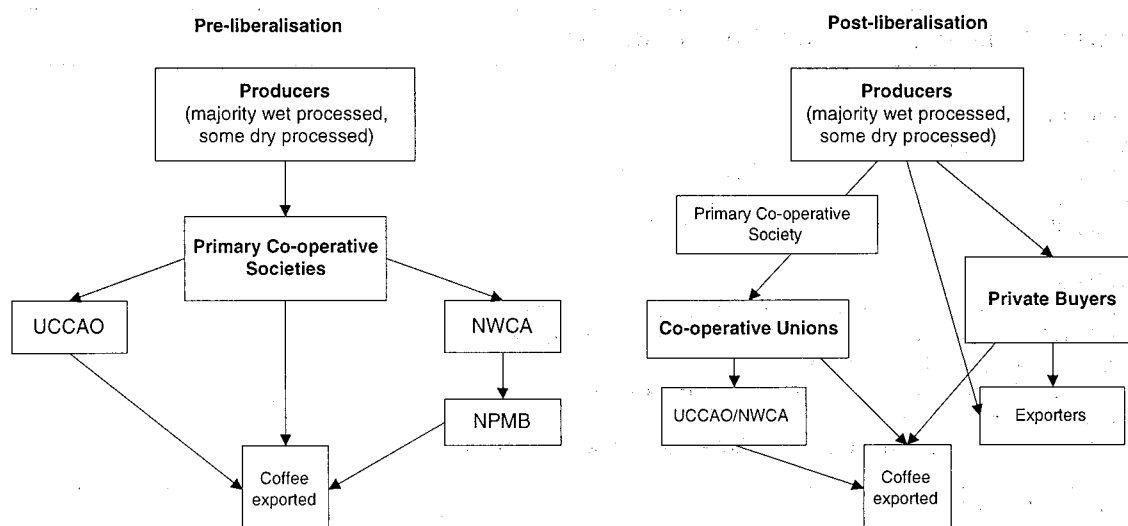 Pre-liberalisation
Producers
(majority wet processed,
some dry processed)
Primary Co-operative
Societies
UCCAO
NWCA
NPMB
Coffee
exported
Post-liberalisation
Producers
(majority wet processed,
some dry processed)
Primary Co-operative
Society
Private Buyers
Co-operative Unions
UCCAO/NWCA
Exporters
Coffee
exported